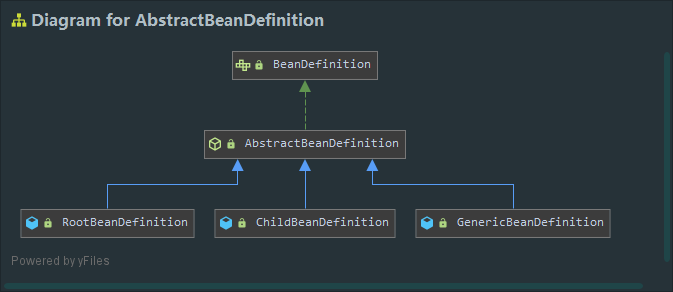 Diagram for AbstractBeanDefinition
BeanDefinition
AbstractBeanDefinition
RootBeanDefinition
ChildBeanDefinition
GenericBeanDefinition
Powered by yFiles